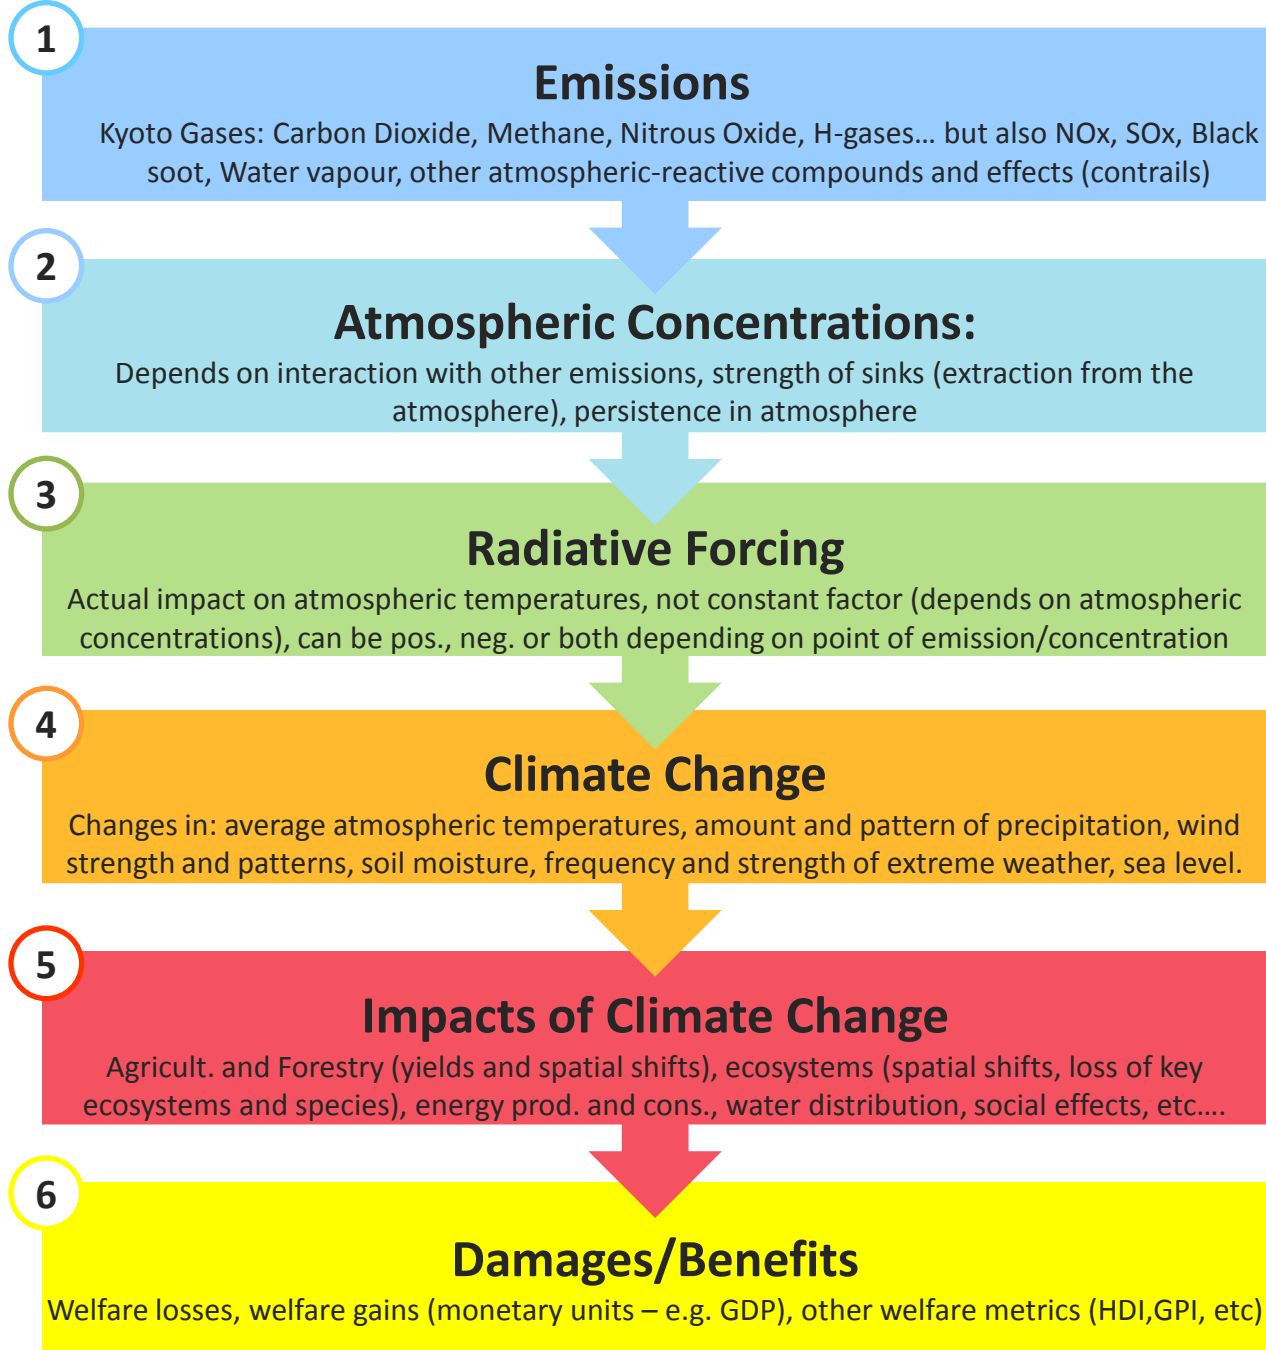 1
Emissions
Kyoto Gases: Carbon Dioxide, Methane, Nitrous Oxide, H-gases… but also NOx, SOx, Black
soot, Water vapour, other atmospheric-reactive compounds and effects (contrails)
2
Atmospheric Concentrations:
Depends on interaction with other emissions, strength of sinks (extraction from the
atmosphere), persistence in atmosphere
3
Radiative Forcing
Actual impact on atmospheric temperatures, not constant factor (depends on atmospheric
concentrations), can be pos., neg. or both depending on point of emission/concentration
4
Climate Change
Changes in: average atmospheric temperatures, amount and pattern of precipitation, wind
strength and patterns, soil moisture, frequency and strength of extreme weather, sea level.
5
Impacts of Climate Change
Agricult. and Forestry (yields and spatial shifts), ecosystems (spatial shifts, loss of key
ecosystems and species), energy prod. and cons., water distribution, social effects, etc….
6
Damages/Benefits
Welfare losses, welfare gains (monetary units – e.g. GDP), other welfare metrics (HDI,GPI, etc)